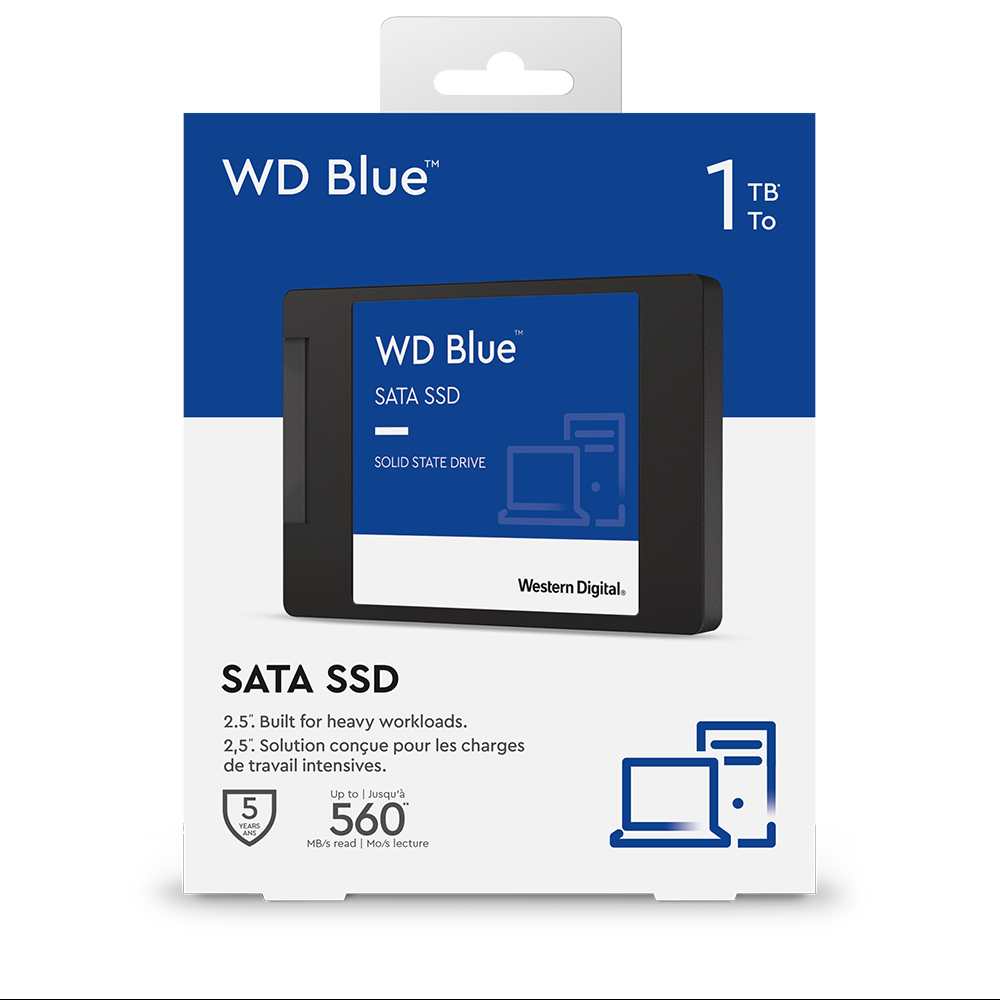 WD Blue™
1 TB*
To
WD Blue™
SATA SSD
SOLID STATE DRIVE
Western Digital®
SATA SSD
2.5". Built for heavy workloads.
2,5". Solution conçue pour les charges
de travail intensives.
5
YEARS
ANS
Up to | Jusqu'à
560**
MB/s read | Mo/s lecture